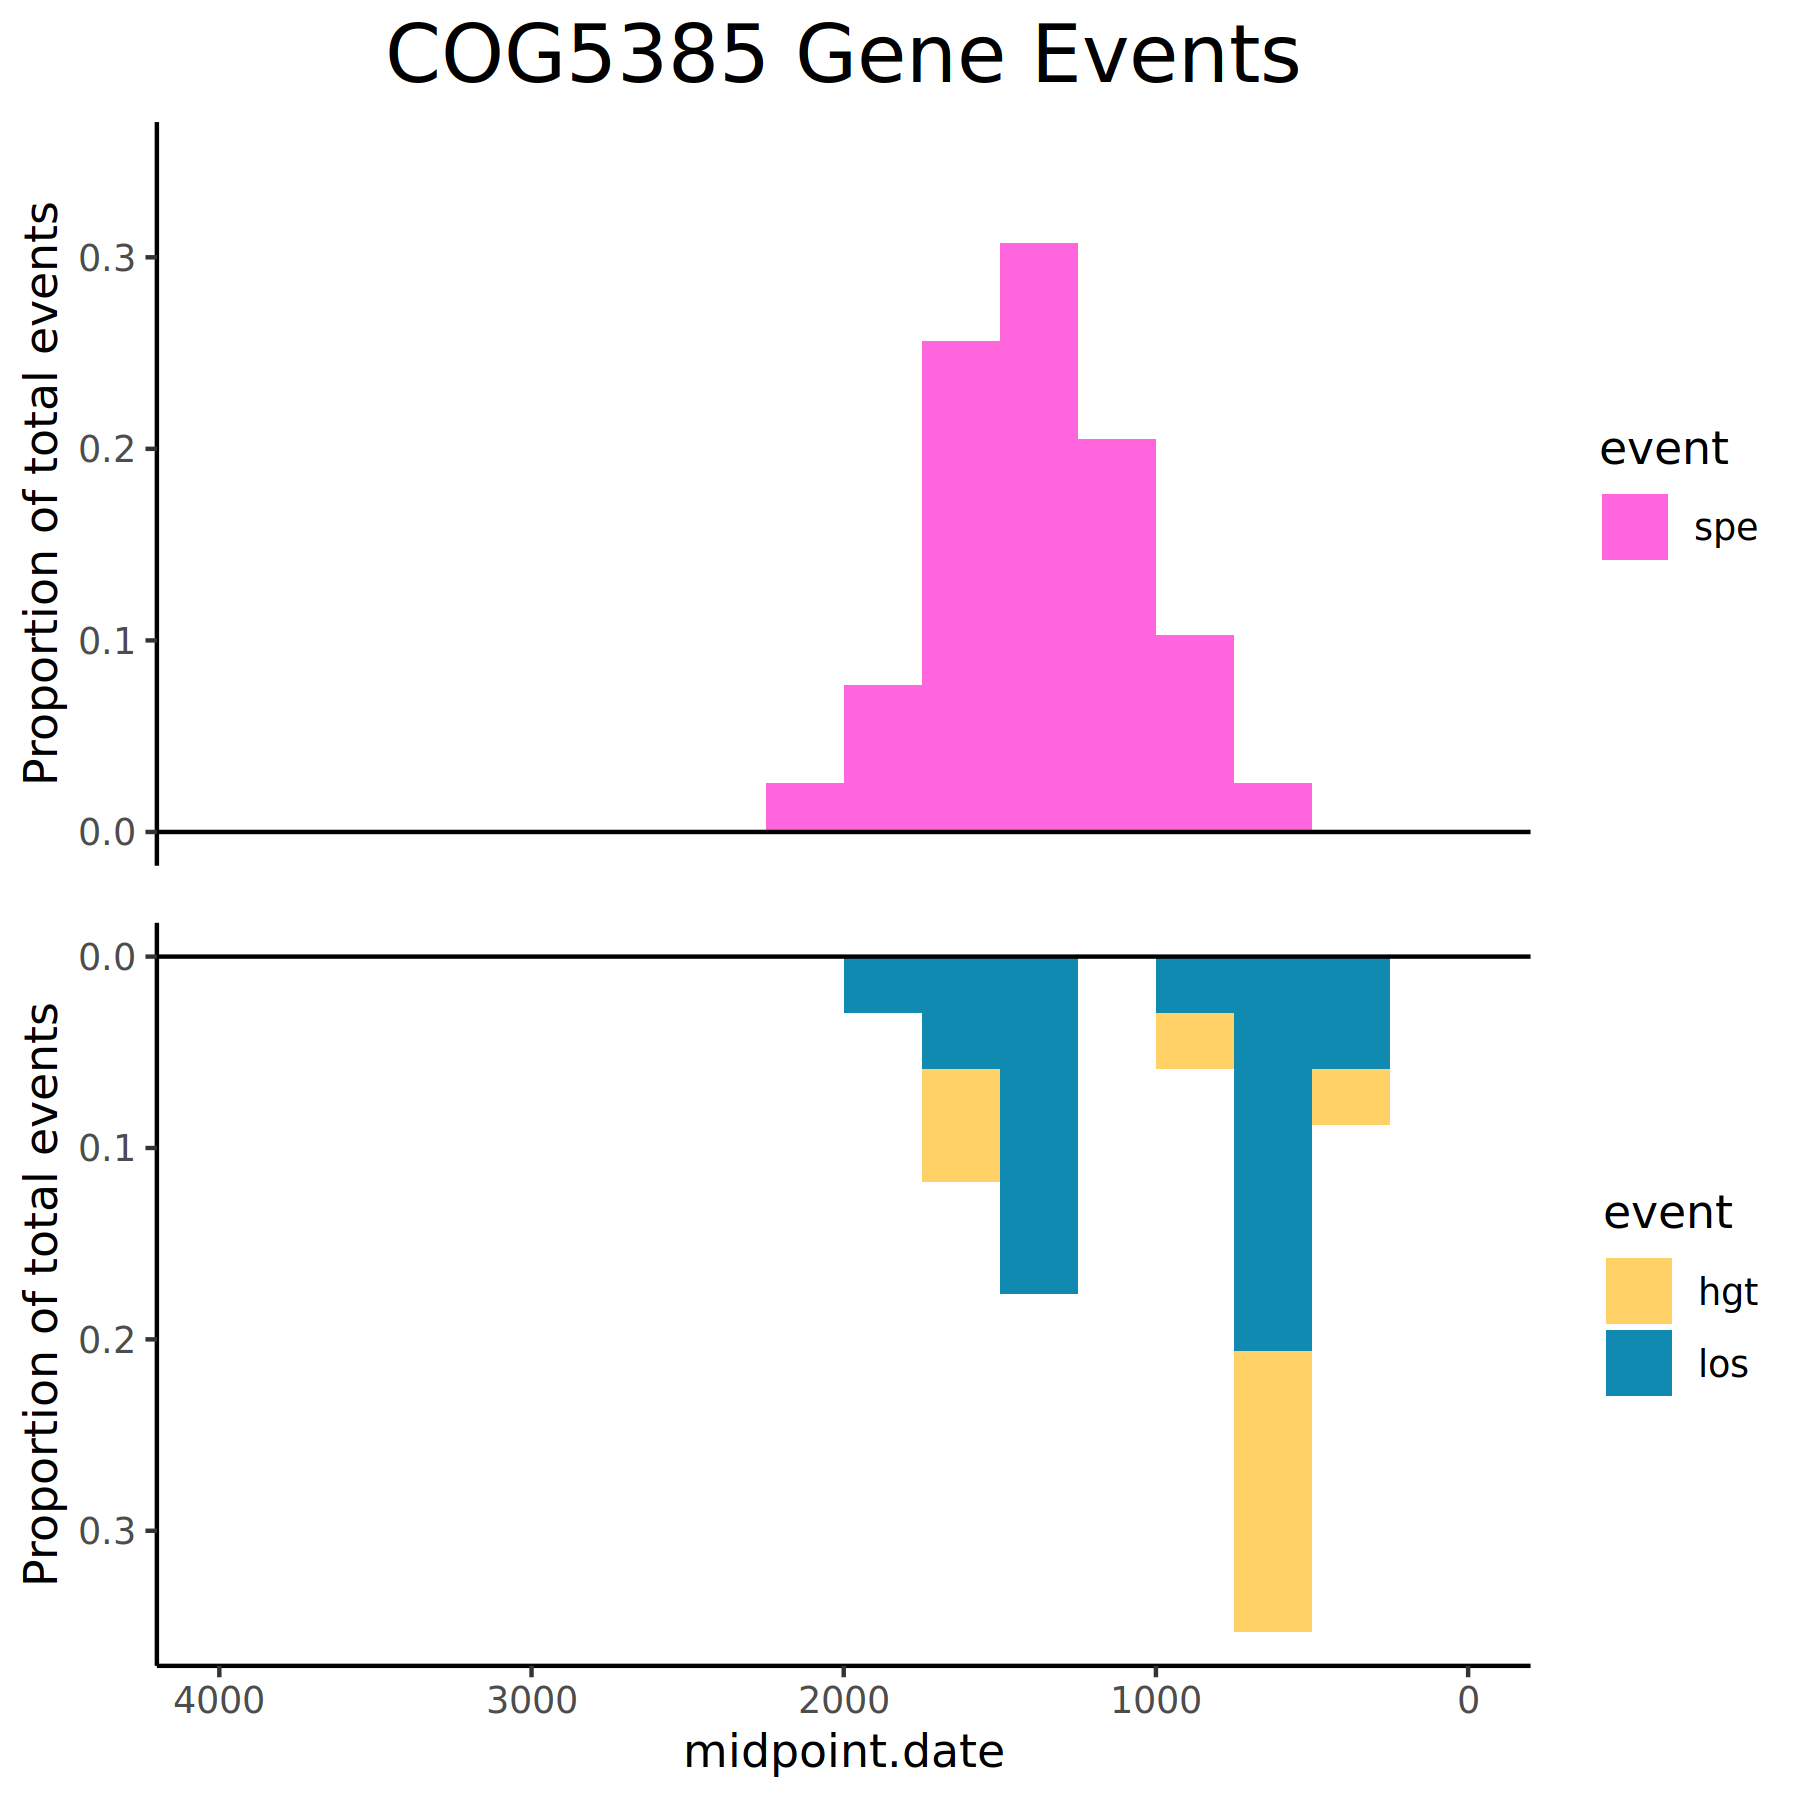 COG5385 Gene Events
Proportion of total events
0.3
0.2
0.1
0.0
event
spe
Proportion of total events
0.0
0.1
0.2
0.3
event
hgt
los
4000 3000 2000 1000 0
midpoint.date